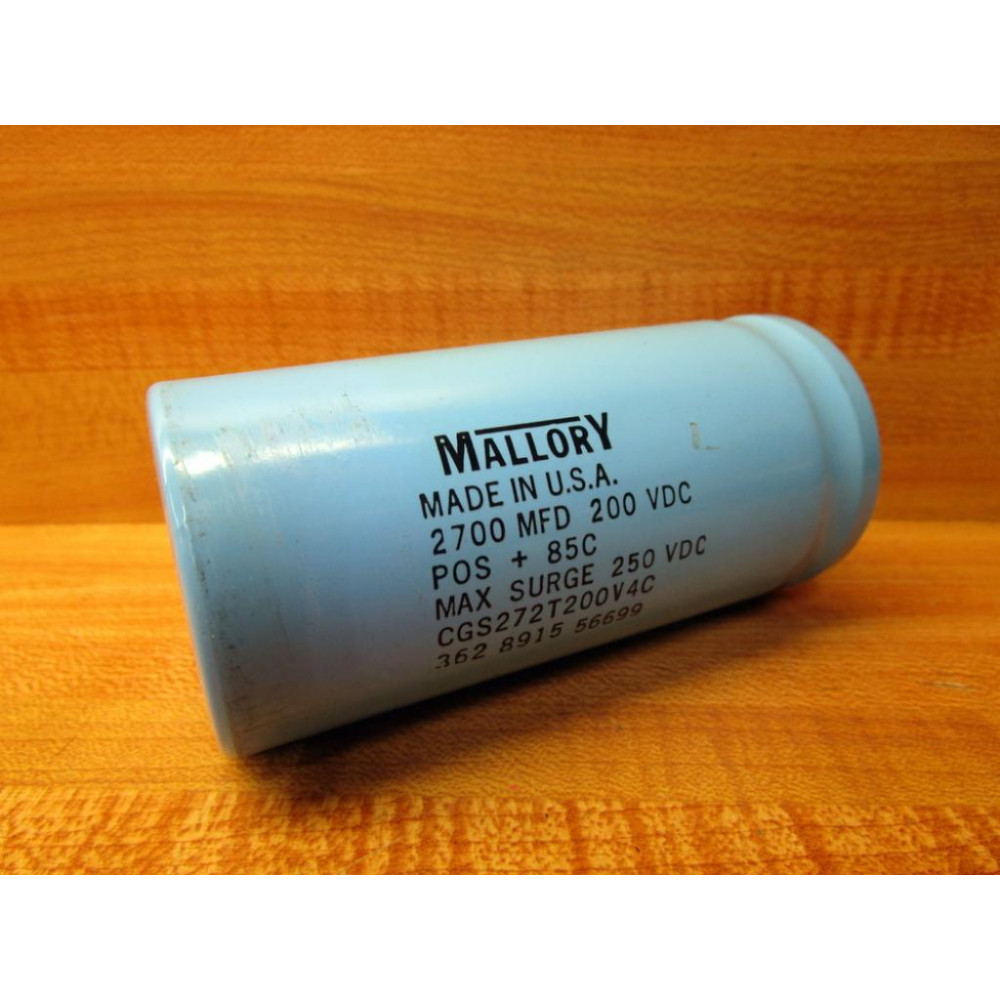 MALLORY
MADE IN U.S.A.
2700 MFD 200 VDC
POS + 85C
MAX SURGE 250 VDC
CGS272T200V4C
362 8915 56699
L